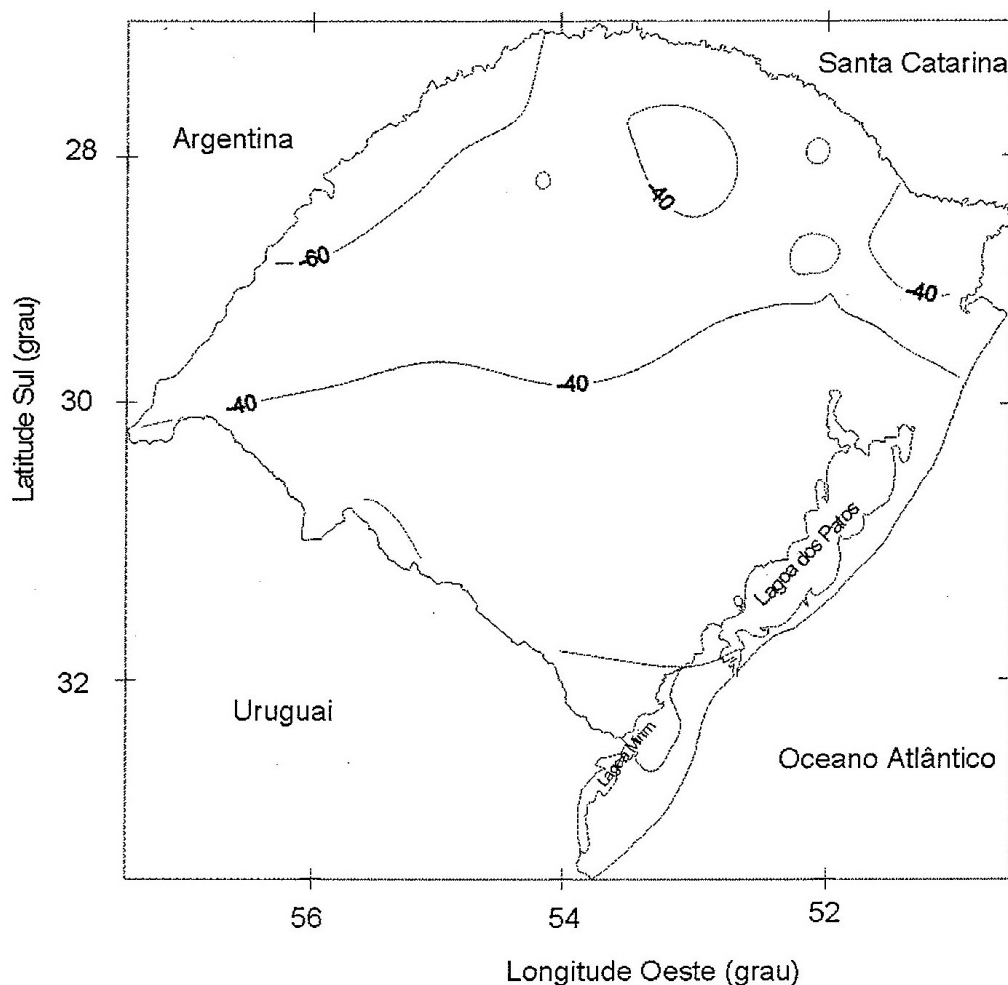 Santa Catarina
Argentina
28
-40
-60
-40
-40
-40
30
Latitude Sul (grau)
Lagoa dos Patos
32
Uruguai
Lagoa Mirim
Oceano Atlântico
56
54
52
Longitude Oeste (grau)